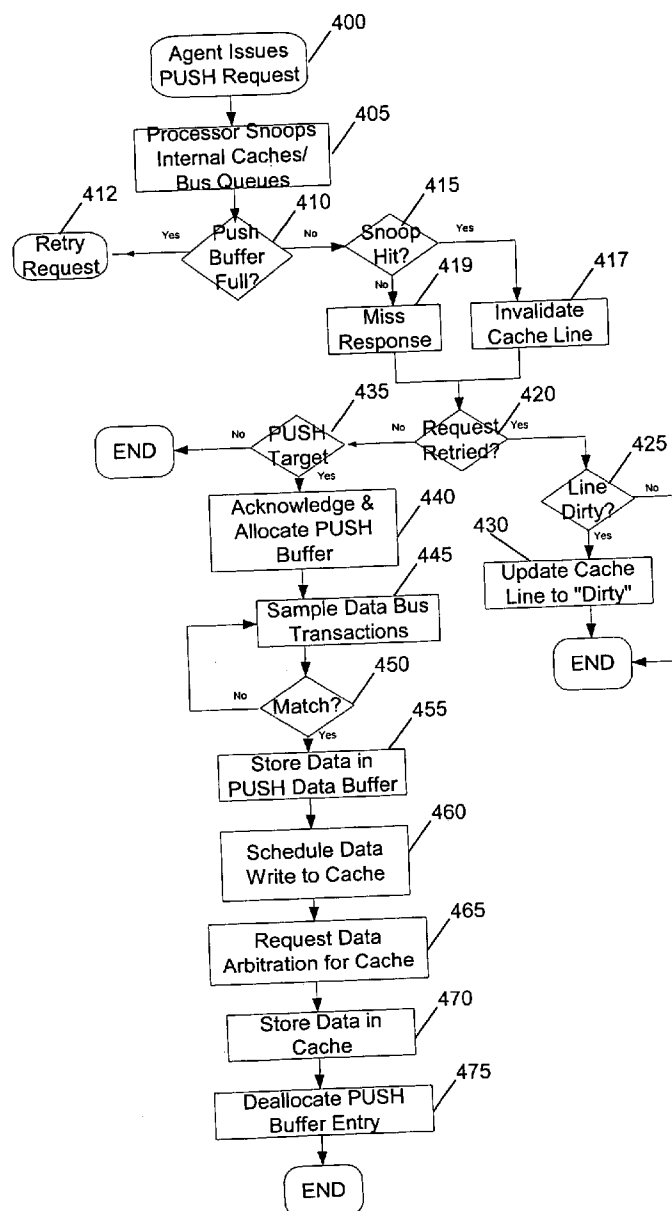 400
Agent Issues
PUSH Request
405
Processor Snoops
Internal Caches/
Bus Queues
412
410
415
Retry
Request
Yes
Push
Buffer
Full?
No
Snoop
Hit?
Yes
No
419
417
Miss
Response
Invalidate
Cache Line
435
420
END
No
PUSH
Target
No
Request
Retried?
Yes
425
Yes
Line
Dirty?
No
Acknowledge &
Allocate PUSH
Buffer
440
430
Yes
Update Cache
Line to "Dirty"
445
Sample Data Bus
Transactions
END
No
Match?
450
Yes
455
Store Data in
PUSH Data Buffer
460
Schedule Data
Write to Cache
465
Request Data
Arbitration for Cache
470
Store Data in
Cache
475
Deallocate PUSH
Buffer Entry
END